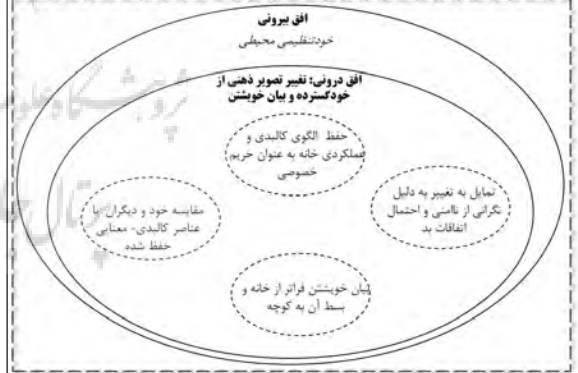 افق بیرونی
خودتنظیمی محیطی
افق درونی: تغییر تصویر ذهنی از
خودگسترده و بیان خویشتن
حفظ الگوی کالبدی و
عملکردی خانه به عنوان حریم
خصوصی
تمایل به تغییر به دلیل
نگرانی از ناامنی و احتمال
اتفاقات بد
مقایسه خود و دیگران با
عناصر کالبدی- معنایی
حفظ شده
بیان خویشتن فراتر از خانه و
بسط آن به کوچه